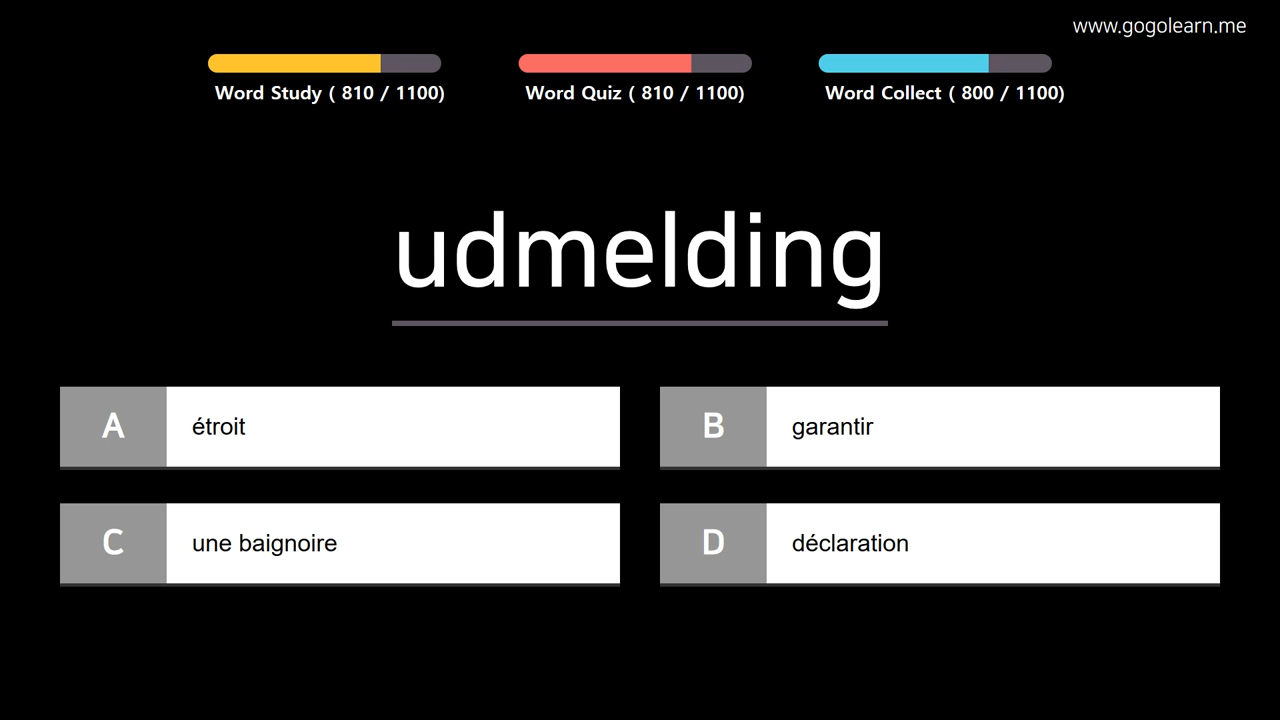 www.gogolearn.me
Word Study ( 810 / 1100)
Word Quiz ( 810 / 1100)
Word Collect ( 800 / 1100)
udmelding
A étroit
B garantir
C une baignoire
D déclaration